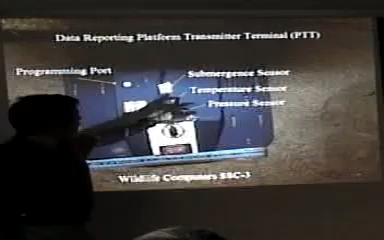 Data Reporting Platform Transmitter Terminal (PTT)
Programming Port
Submergence Sensor
Temperature Sensor
Pressure Sensor
Wildlife Computers SSC-3